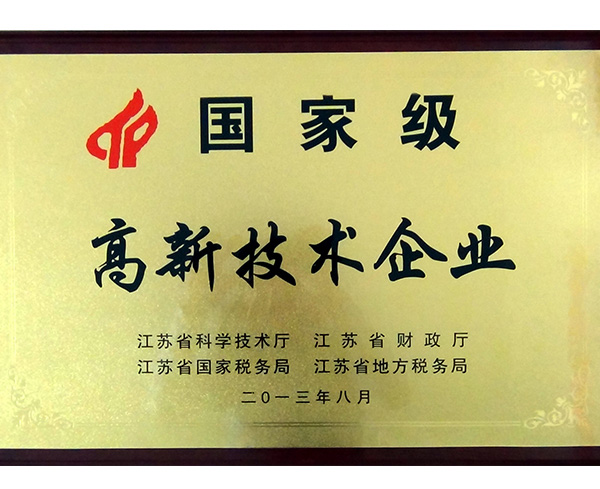 国家级
高新技术企业
江苏省科学技术厅 江苏省财政厅
江苏省国家税务局 江苏省地方税务局
二0一三年八月